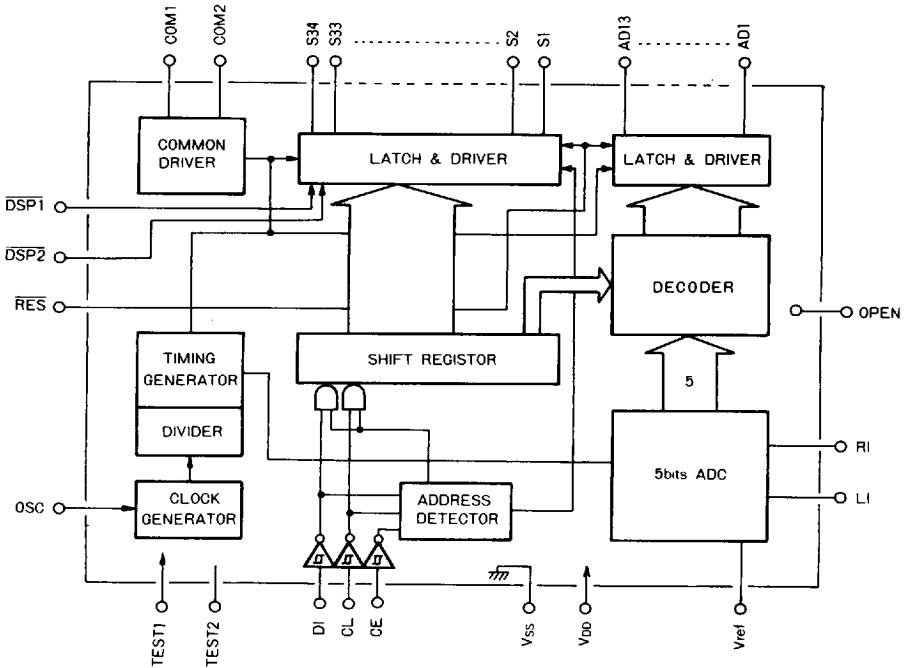 COM1
COM2
S34
S33
S2
S1
AD13
AD1
COMMON
DRIVER
LATCH & DRIVER
LATCH & DRIVER
DSP1
DSP2
RES
DECODER
OPEN
TIMING
GENERATOR
SHIFT REGISTOR
5
DIVIDER
5bits ADC
RI
LI
OSC
CLOCK
GENERATOR
ADDRESS
DETECTOR
TEST1
TEST2
DI
CL
CE
Vss
VDD
Vref